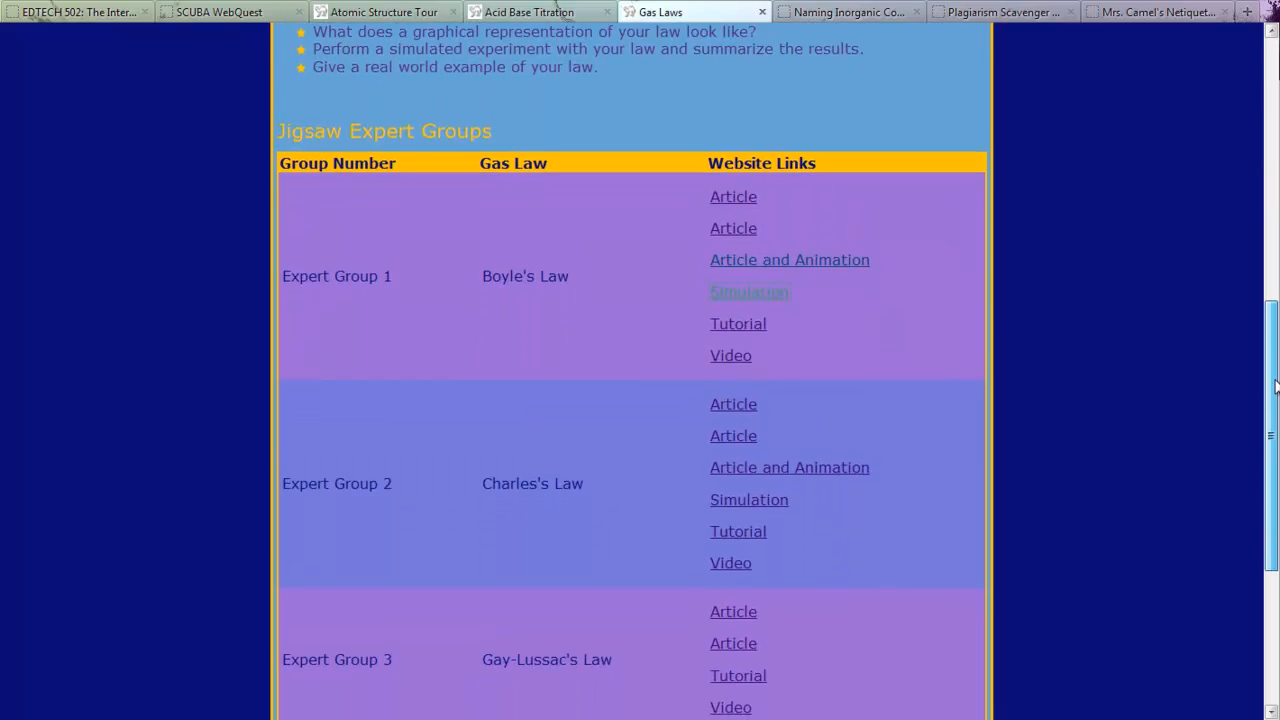 EDTECH 502: The Inter...
SCUBA WebQuest
Atomic Structure Tour
Acid Base Titration
Gas Laws
Naming Inorganic Co...
Plagiarism Scavenger ...
Mrs. Camel's Netiquet...
What does a graphical representation of your law look like?
Perform a simulated experiment with your law and summarize the results.
Give a real world example of your law.
Jigsaw Expert Groups
Group Number Gas Law Website Links
Article
Article
Article and Animation
Expert Group 1 Boyle's Law
Simulation
Tutorial
Video
Article
Article
Article and Animation
Expert Group 2 Charles's Law
Simulation
Tutorial
Video
Article
Article
Expert Group 3 Gay-Lussac's Law
Tutorial
Video